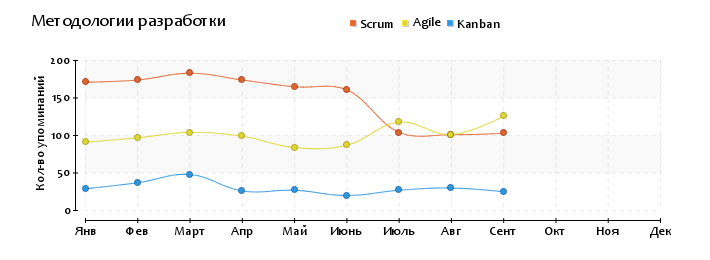 Методологии разработки
Scrum Agile Kanban
Кол-во упоминаний
200
150
100
50
0
Янв Фев Март Апр Май Июнь Июль Авг Сент Окт Ноя Дек